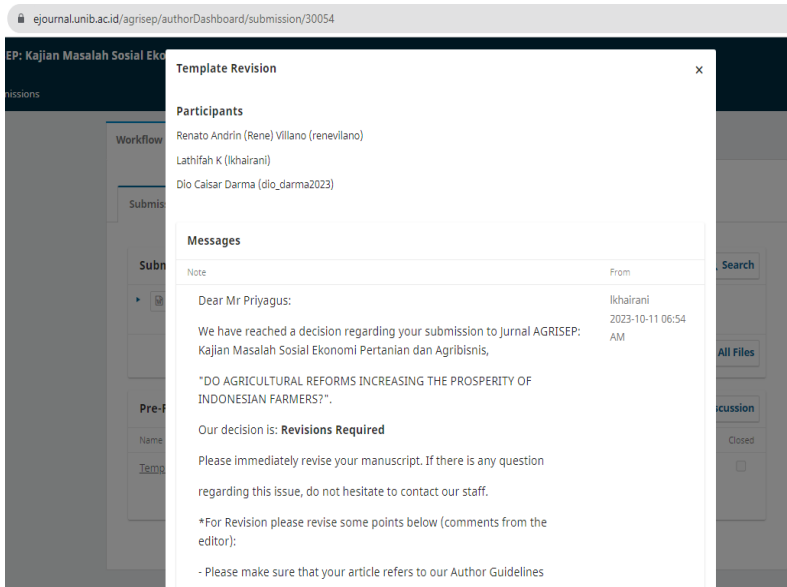 ejournal.unib.ac.id/agrisep/authorDashboard/submission/30054
EP: Kajian Masalah Sosial Eko
nissions
Template Revision
x
Participants
Workflow
Renato Andrin (Rene) Villano (renevilano)
Lathifah K (lkhairani)
Dio Caisar Darma (dio_darma2023)
Submis
Messages
Subm
Search
Note
From
Dear Mr Priyagus:
lkhairani
2023-10-11 06:54
AM
We have reached a decision regarding your submission to Jurnal AGRISEP:
Kajian Masalah Sosial Ekonomi Pertanian dan Agribisnis,
All Files
"DO AGRICULTURAL REFORMS INCREASING THE PROSPERITY OF
INDONESIAN FARMERS?".
Pre-R
scussion
Our decision is: Revisions Required
Name
Closed
Please immediately revise your manuscript. If there is any question
Temp
regarding this issue, do not hesitate to contact our staff.
*For Revision please revise some points below (comments from the
editor):
- Please make sure that your article refers to our Author Guidelines